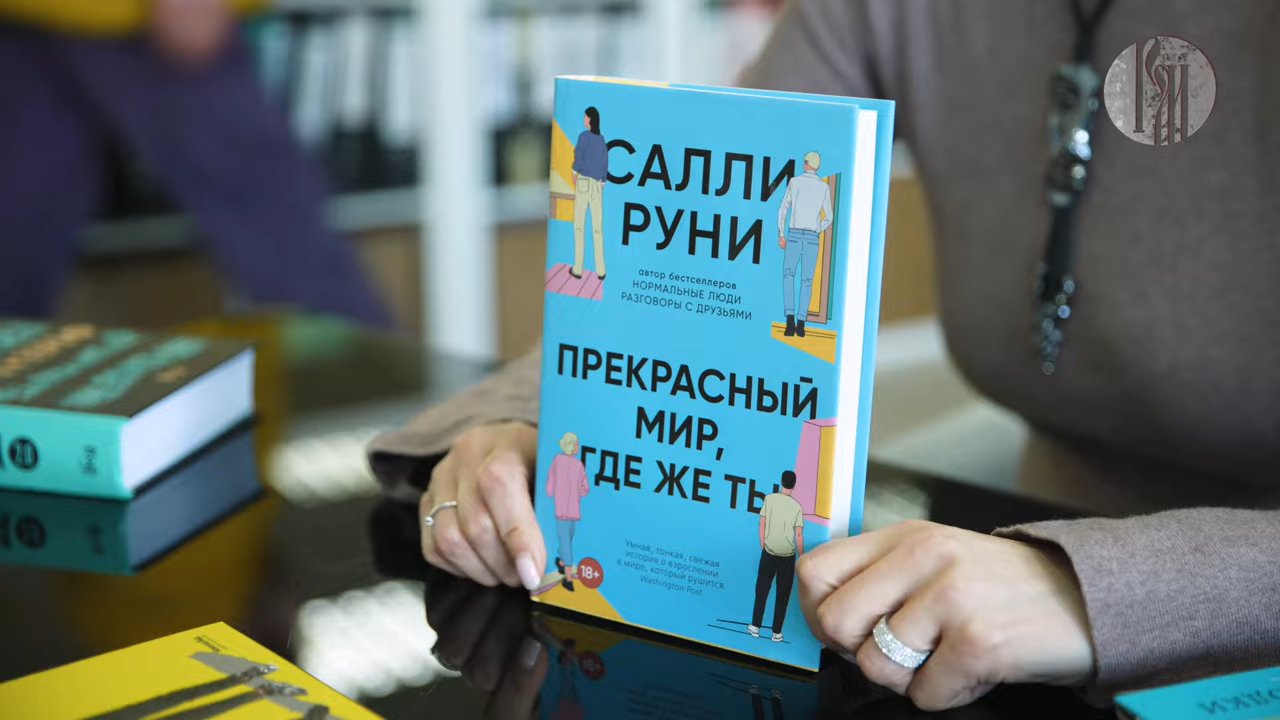 САЛЛИ
РУНИ
автор бестселлеров
НОРМАЛЬНЫЕ ЛЮДИ
РАЗГОВОРЫ С ДРУЗЬЯМИ
ПРЕКРАСНЫЙ
МИР,
ГДЕ ЖЕ ТЫ
Умная, тонкая, свежая
история о взрослении
в мире, который рушится.
Washington Post
18+